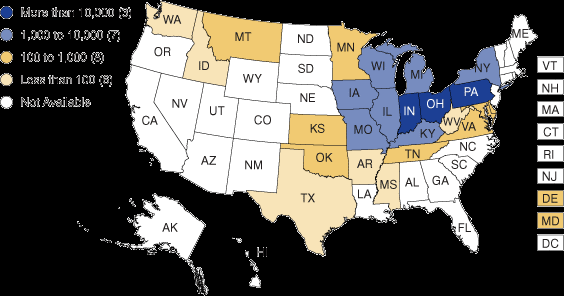 More than 10,000 (3)
1,000 to 10,000 (7)
100 to 1,000 (8)
Less than 100 (6)
Not Available
WA
OR
CA
ID
NV
MT
WY
UT
AZ
CO
NM
ND
SD
NE
KS
OK
TX
MN
IA
MO
AR
LA
WI
IL
MI
IN
OH
KY
TN
MS
AL
GA
FL
SC
NC
VA
WV
PA
NY
ME
AK
HI
VT
NH
MA
CT
RI
NJ
DE
MD
DC